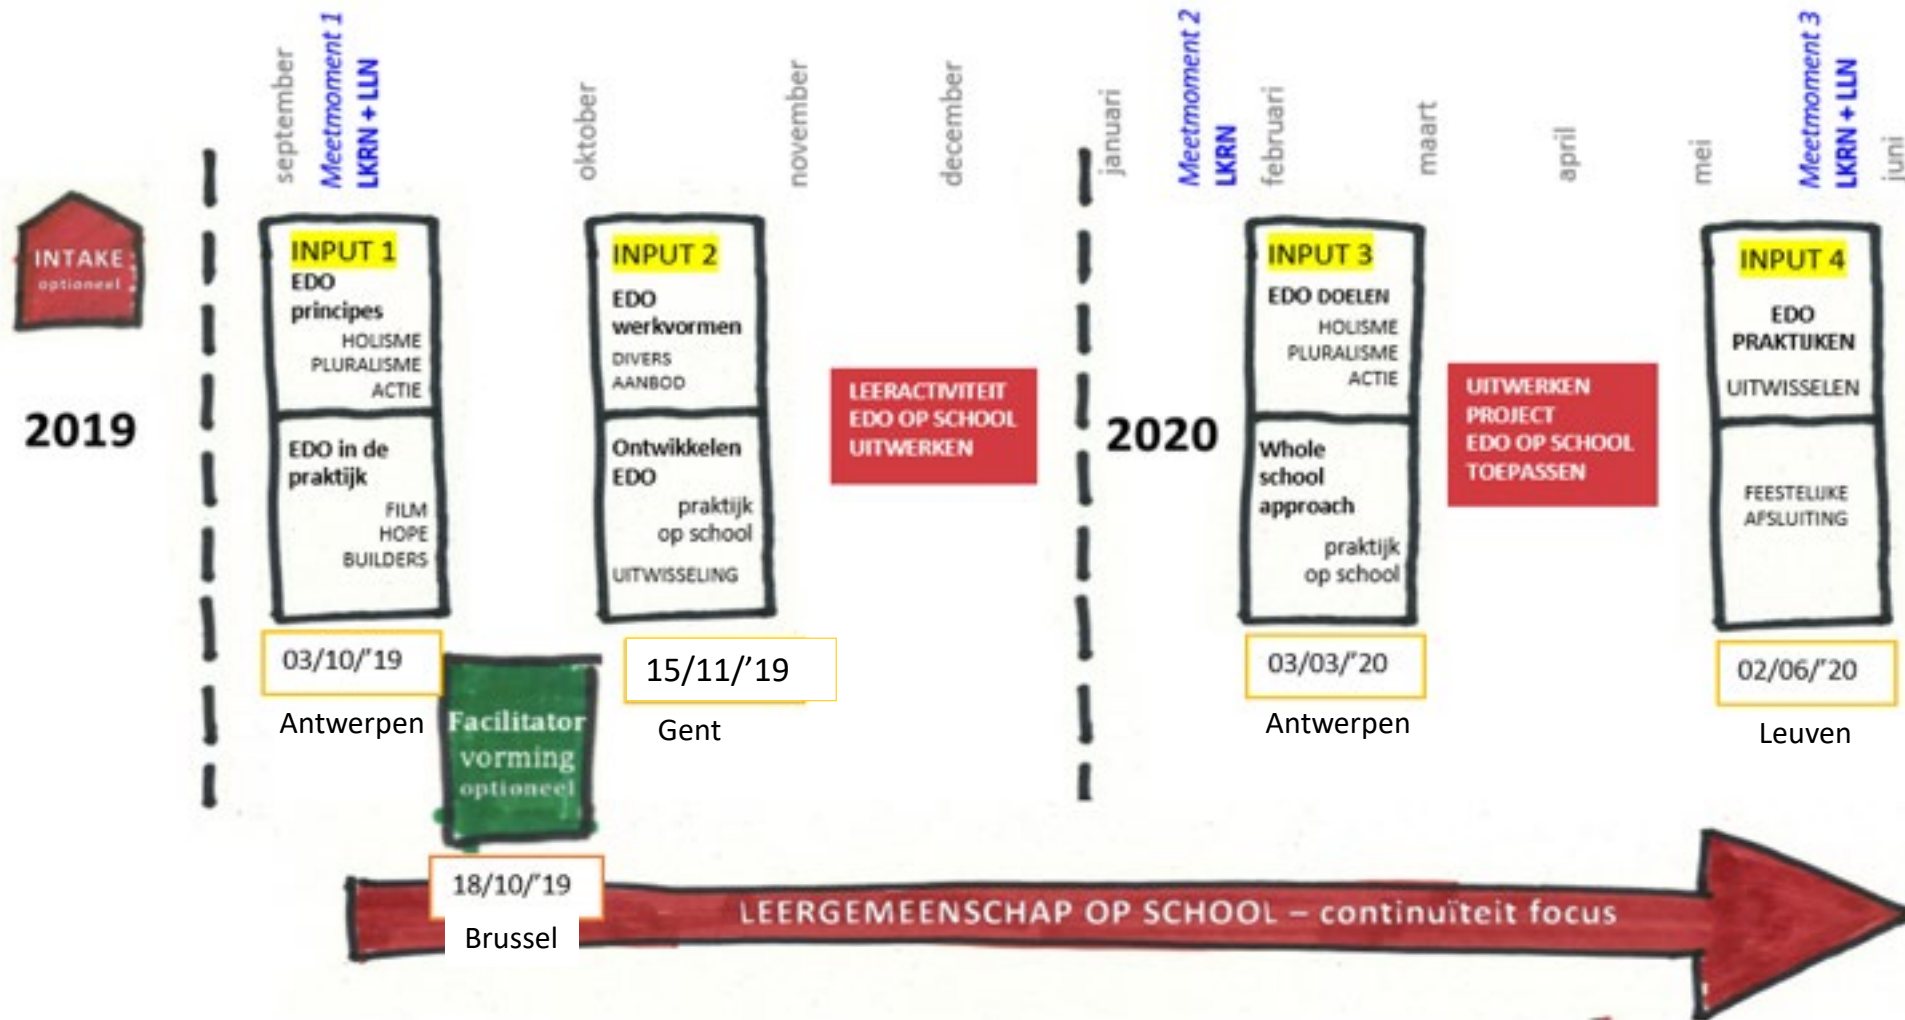 september
Meetmoment 1
LKRN + LLN
oktober
november
december
januari
Meetmoment 2
LKRN
februari
maart
april
mei
Meetmoment 3
LKRN + LLN
juni
INTAKE
optioneel
2019
INPUT 1
EDO
principes
HOLISME
PLURALISME
ACTIE
EDO in de
praktijk
FILM
HOPE
BUILDERS
03/10/'19
Antwerpen
Facilitator
vorming
optioneel
18/10/'19
Brussel
INPUT 2
EDO
werkvormen
DIVERS
AANBOD
Ontwikkelen
EDO
praktijk
op school
UITWISSELING
15/11/'19
Gent
LEERACTIVITEIT
EDO OP SCHOOL
UITWERKEN
2020
INPUT 3
EDO DOELEN
HOLISME
PLURALISME
ACTIE
Whole
school
approach
praktijk
op school
03/03/'20
Antwerpen
UITWERKEN
PROJECT
EDO OP SCHOOL
TOEPASSEN
INPUT 4
EDO
PRAKTIJKEN
UITWISSELEN
FEESTELIJKE
AFSLUITING
02/06/'20
Leuven
LEERGEMEENSCHAP OP SCHOOL – continuïteit focus